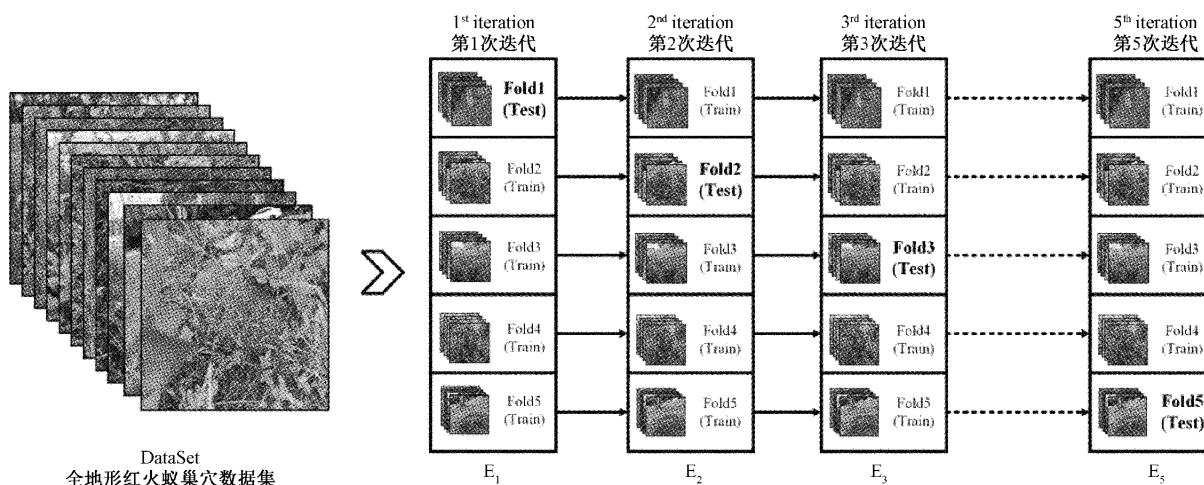 1st iteration
第1次迭代
2nd iteration
第2次迭代
3rd iteration
第3次迭代
5th iteration
第5次迭代
Fold1
(Test)
Fold1
(Train)
Fold1
(Train)
Fold1
(Train)
Fold2
(Train)
Fold2
(Test)
Fold2
(Train)
Fold2
(Train)
Fold3
(Train)
Fold3
(Train)
Fold3
(Test)
Fold3
(Train)
Fold4
(Train)
Fold4
(Train)
Fold4
(Train)
Fold4
(Train)
Fold5
(Train)
Fold5
(Train)
Fold5
(Train)
Fold5
(Test)
DataSet
全地形红火蚁巢穴数据集
E1
E2
E3
E5